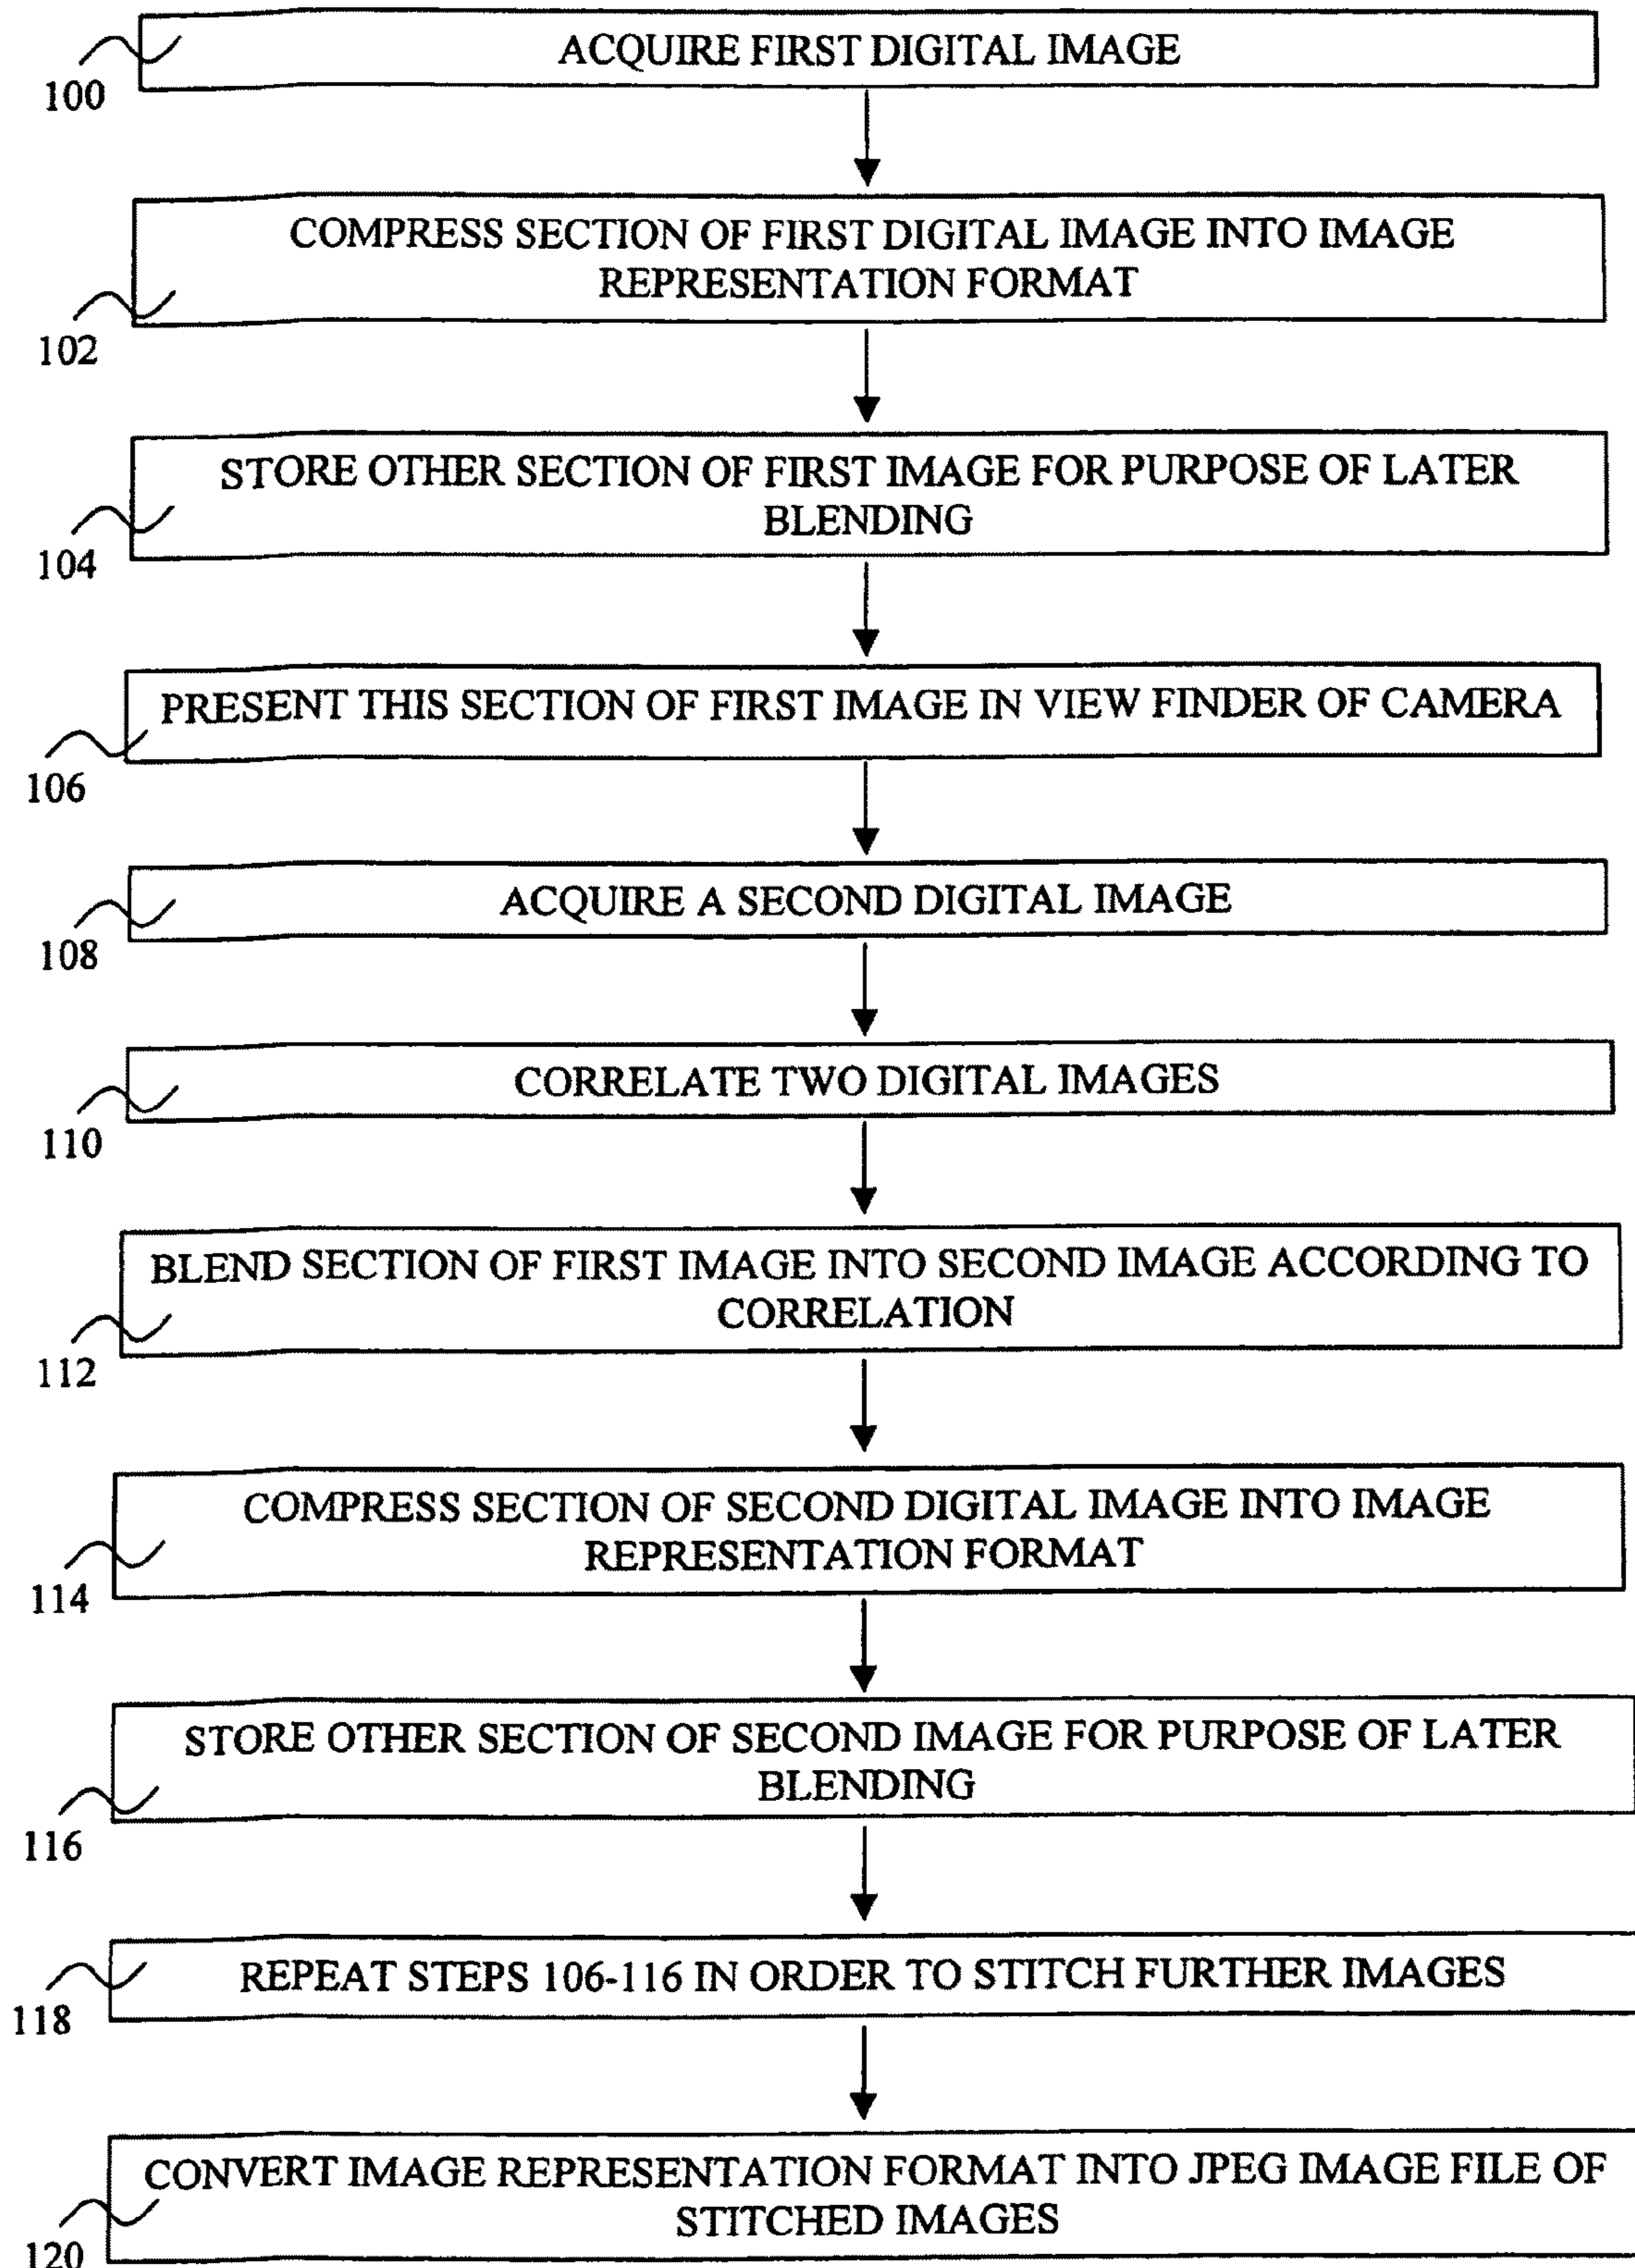 ACQUIRE FIRST DIGITAL IMAGE
100
COMPRESS SECTION OF FIRST DIGITAL IMAGE INTO IMAGE
REPRESENTATION FORMAT
102
STORE OTHER SECTION OF FIRST IMAGE FOR PURPOSE OF LATER
BLENDING
104
PRESENT THIS SECTION OF FIRST IMAGE IN VIEW FINDER OF CAMERA
106
ACQUIRE A SECOND DIGITAL IMAGE
108
CORRELATE TWO DIGITAL IMAGES
110
BLEND SECTION OF FIRST IMAGE INTO SECOND IMAGE ACCORDING TO
CORRELATION
112
COMPRESS SECTION OF SECOND DIGITAL IMAGE INTO IMAGE
REPRESENTATION FORMAT
114
STORE OTHER SECTION OF SECOND IMAGE FOR PURPOSE OF LATER
BLENDING
116
REPEAT STEPS 106-116 IN ORDER TO STITCH FURTHER IMAGES
118
CONVERT IMAGE REPRESENTATION FORMAT INTO JPEG IMAGE FILE OF
STITCHED IMAGES
120